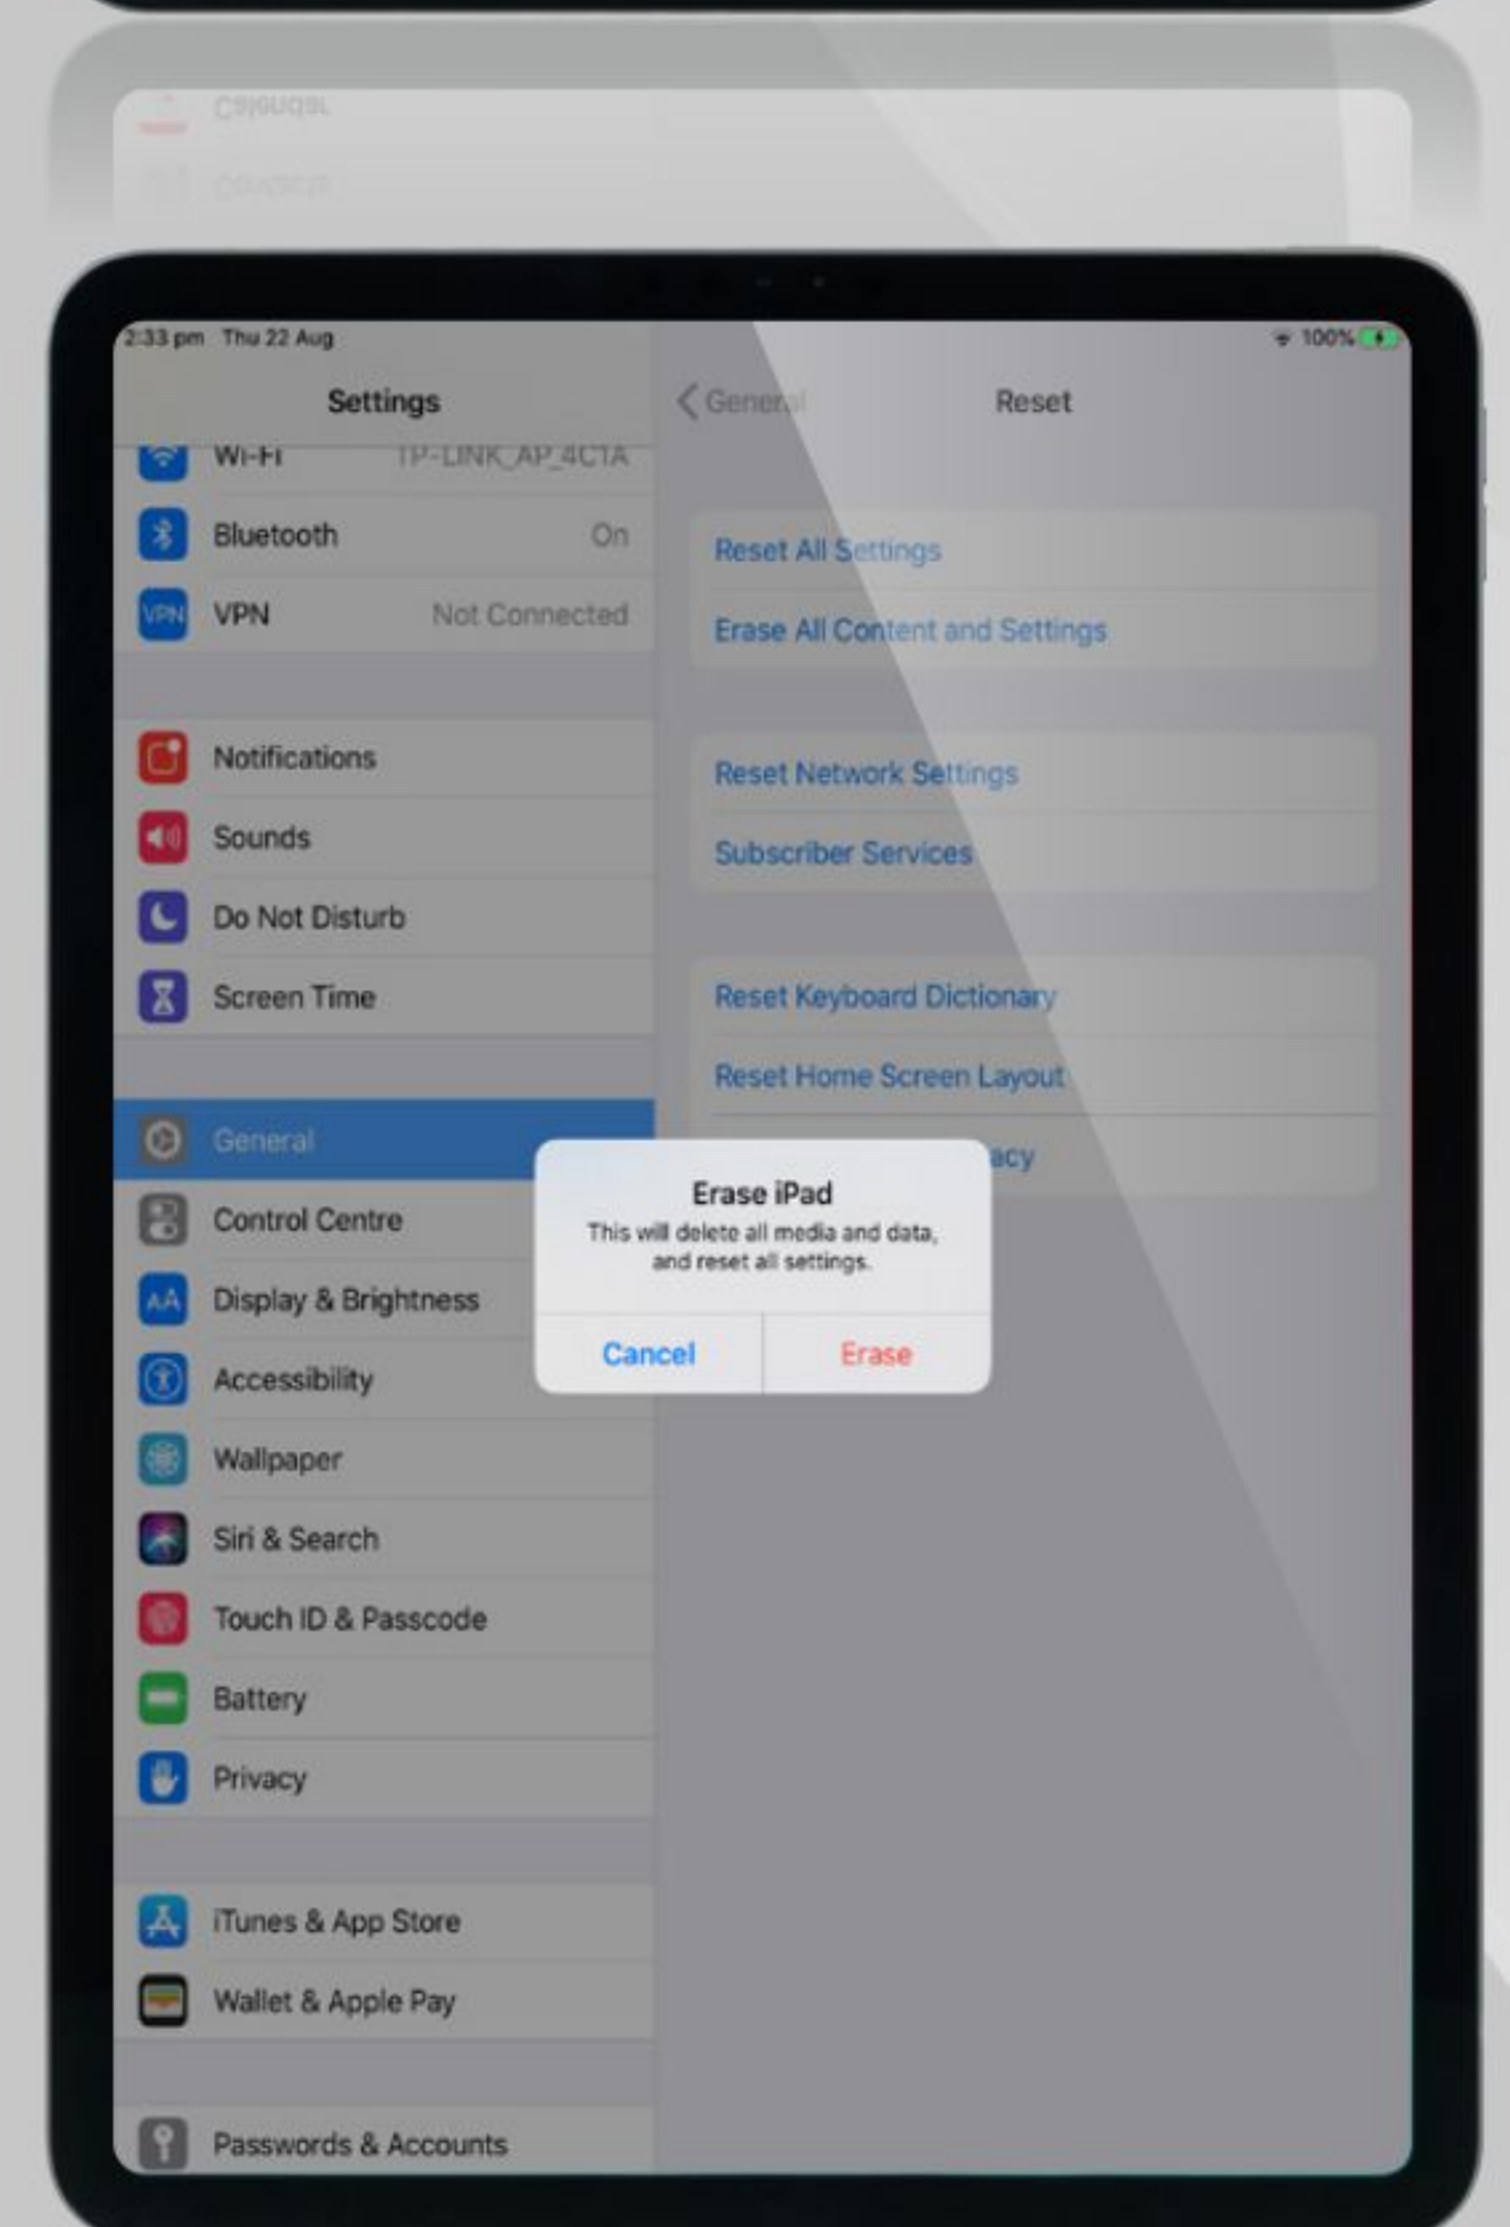 2:33 pm Thu 22 Aug
100%
Settings
Wi-Fi TP-LINK_AP_4C1A
Bluetooth On
VPN VPN Not Connected
Notifications
Sounds
Do Not Disturb
Screen Time
General
Control Centre
AA Display & Brightness
Accessibility
Wallpaper
Siri & Search
Touch ID & Passcode
Battery
Privacy
iTunes & App Store
Wallet & Apple Pay
Passwords & Accounts
General Reset
Reset All Settings
Erase All Content and Settings
Reset Network Settings
Subscriber Services
Reset Keyboard Dictionary
Reset Home Screen Layout
acy
Erase iPad
This will delete all media and data,
and reset all settings.
Cancel Erase